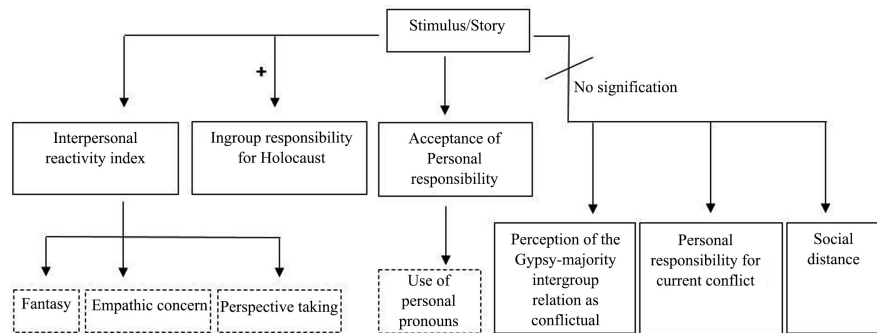 Stimulus/Story
+
No signification
Interpersonal
reactivity index
Ingroup responsibility
for Holocaust
Acceptance of
Personal
responsibility
Perception of the
Gypsy-majority
intergroup
relation as
conflictual
Personal
responsibility for
current conflict
Social
distance
Fantasy
Empathic concern
Perspective taking
Use of
personal
pronouns